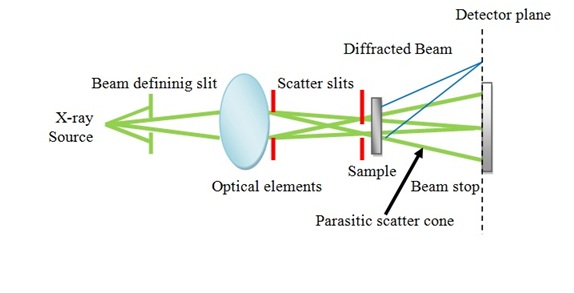 Detector plane
Diffracted Beam
Beam defininig slit
Scatter slits
X-ray
Source
Optical elements
Sample
Beam stop
Parasitic scatter cone